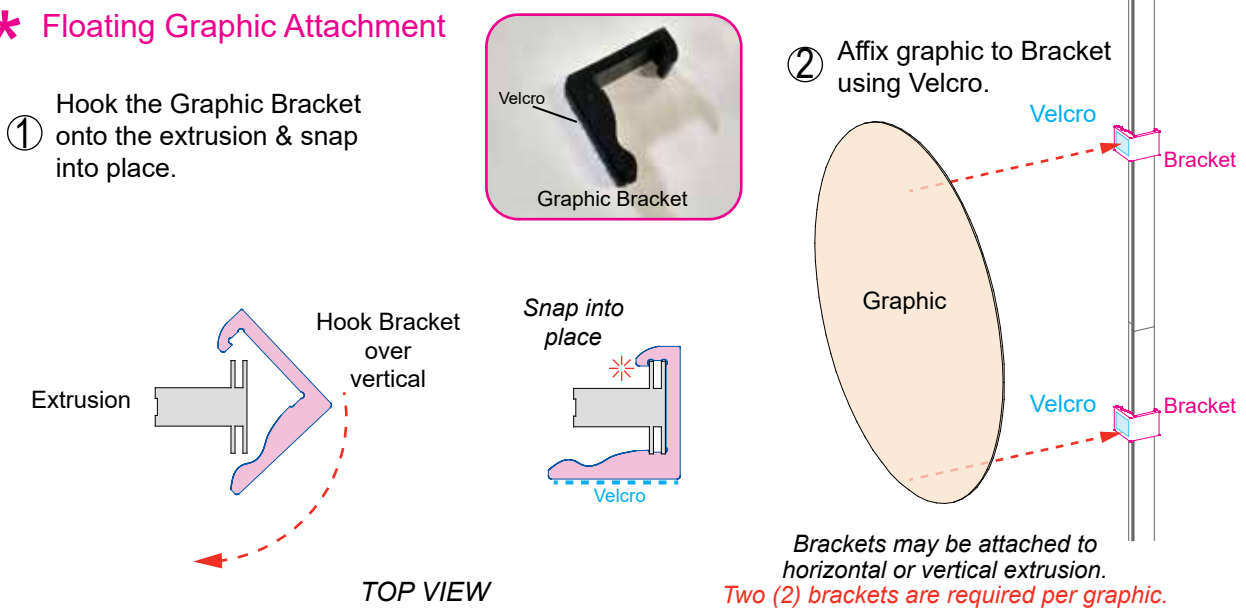 * Floating Graphic Attachment
① Hook the Graphic Bracket
onto the extrusion & snap
into place.
Velcro
Graphic Bracket
② Affix graphic to Bracket
using Velcro.
Velcro
Bracket
Graphic
Velcro
Bracket
Extrusion
Hook Bracket
over
vertical
Snap into
place
Velcro
TOP VIEW
Brackets may be attached to
horizontal or vertical extrusion.
Two (2) brackets are required per graphic.